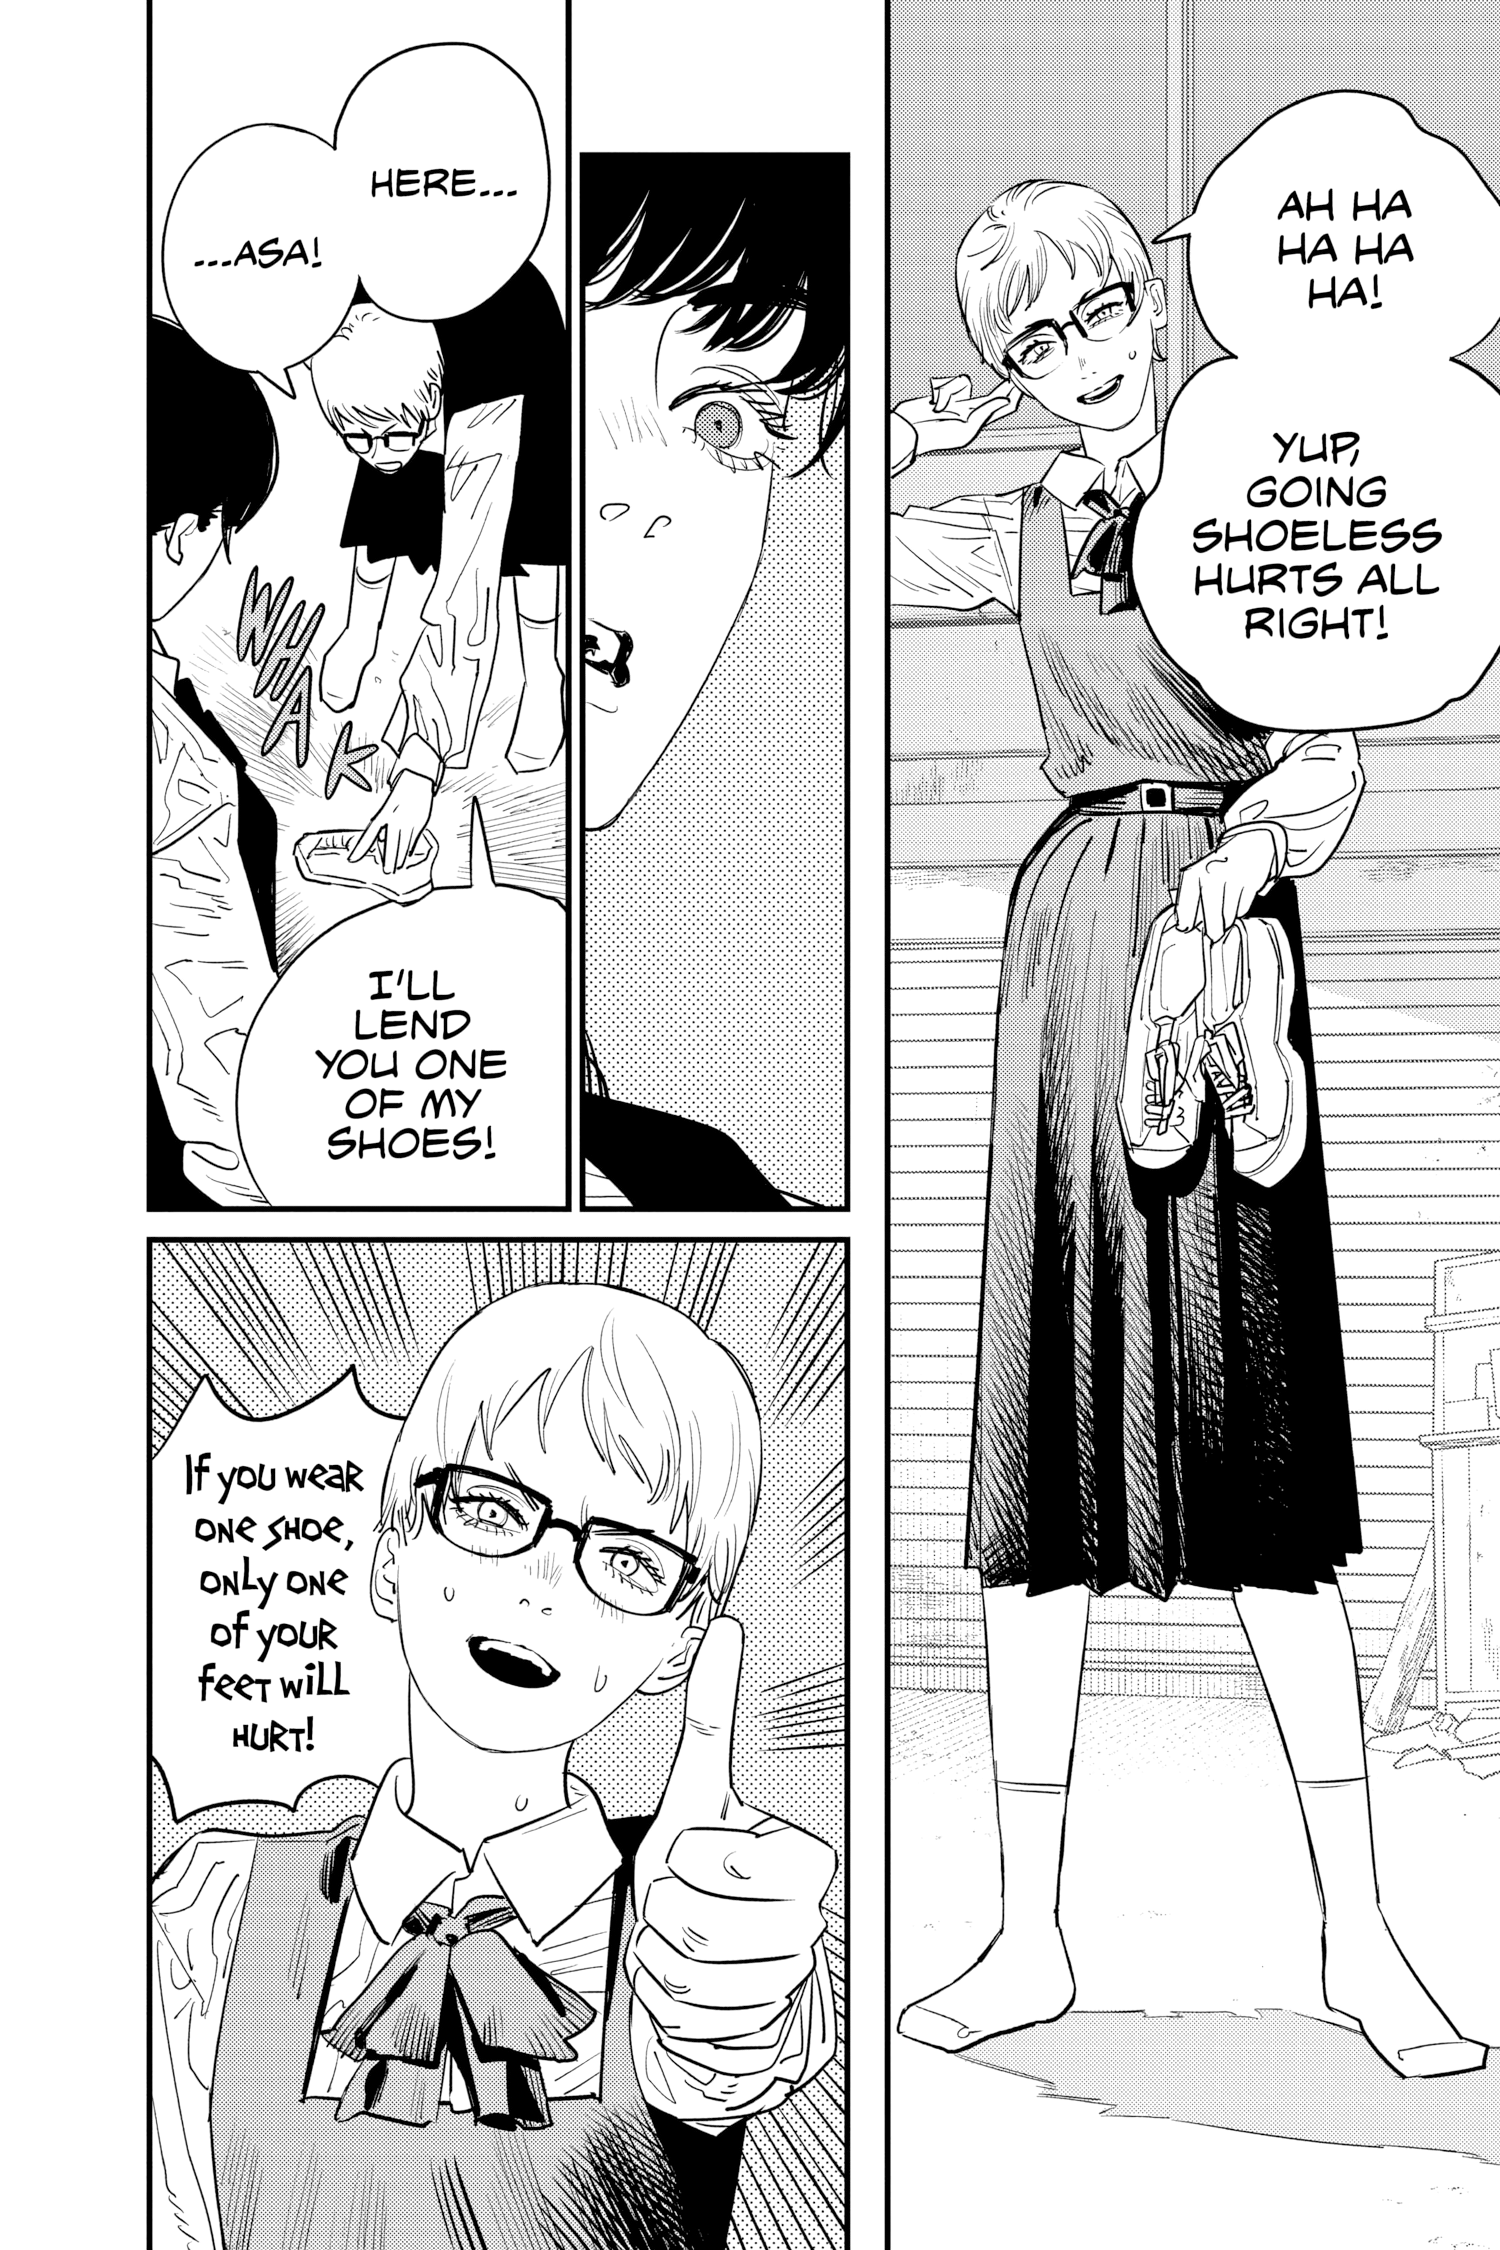 AH HA
HA HA
HA!
YUP,
GOING
SHOELESS
HURTS ALL
RIGHT!
HERE...
...ASA!
WHAK
I'LL
LEND
YOU ONE
OF MY
SHOES!
If you wear
one shoe,
only one
of your
feet will
hurt!